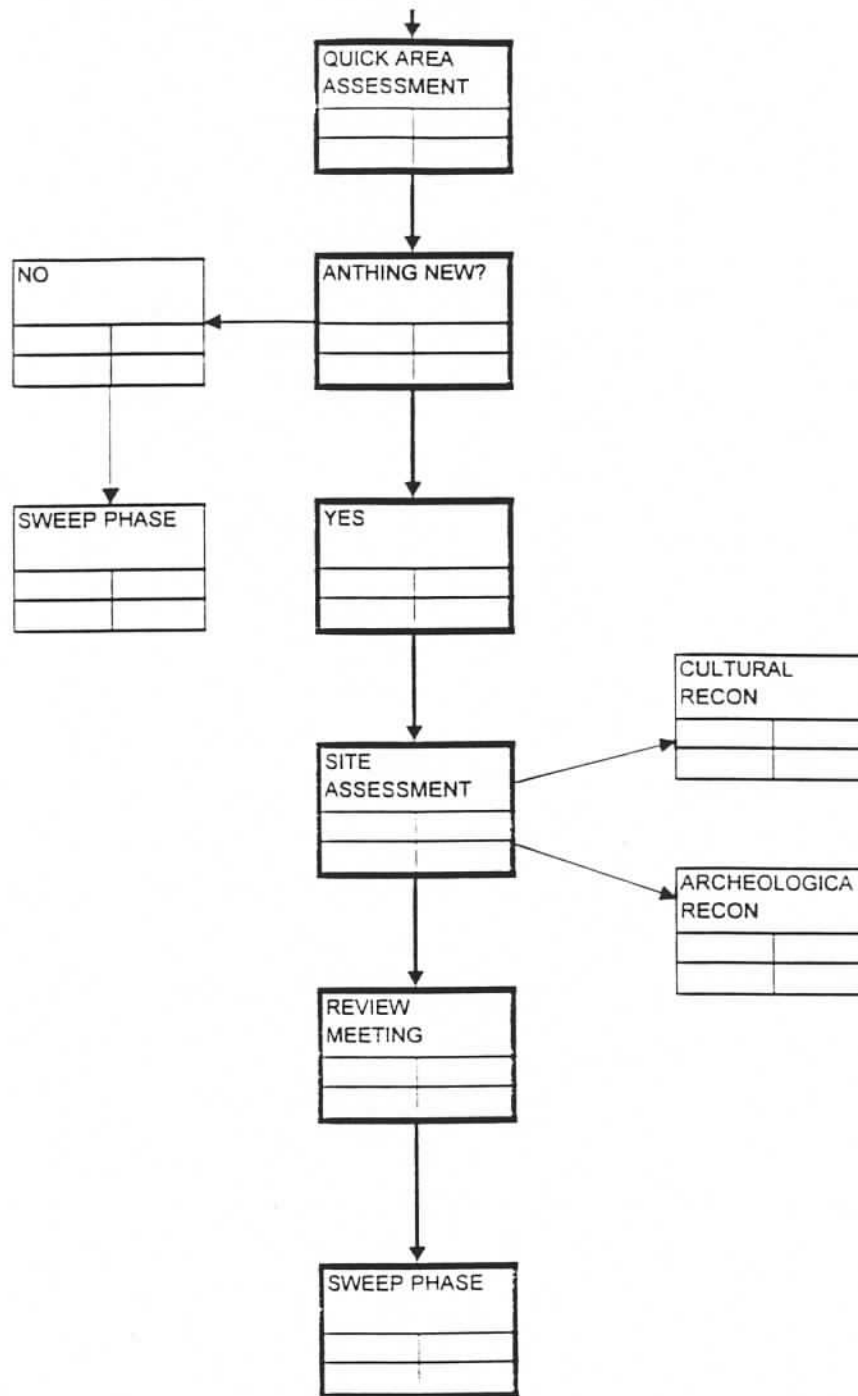 QUICK AREA
ASSESSMENT
NO
ANTHING NEW?
SWEEP PHASE
YES
CULTURAL
RECON
SITE
ASSESSMENT
ARCHEOLOGICA
RECON
REVIEW
MEETING
SWEEP PHASE